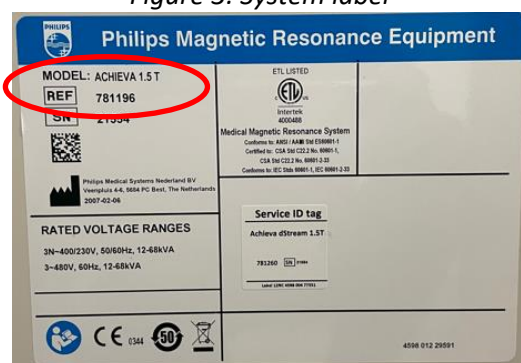 Figure 3: System label
PHILIPS
Philips Magnetic Resonance Equipment
MODEL: ACHIEVA 1.5 T
REF 781196
SN
ETL LISTED
ETL
Intertek
4000488
Medical Magnetic Resonance System
Conforms to: ANSI / AAMI Std ES60601-1
Certified to: CSA Std C22.2 No. 60601-1,
CSA Std C22.2 No. 60601-2-33
Conforms to: IEC Stds 60601-1, IEC 60601-2-33
Philips Medical Systems Nederland BV
Veenpluis 4-6, 5684 PC Best, The Netherlands
2007-02-06
RATED VOLTAGE RANGES
3N~400/230V, 50/60Hz, 12-68kVA
3~480V, 60Hz, 12-68kVA
Service ID tag
Achieva dStream 1.5T
781260 SN
CE 0344 50
4598 012 29591